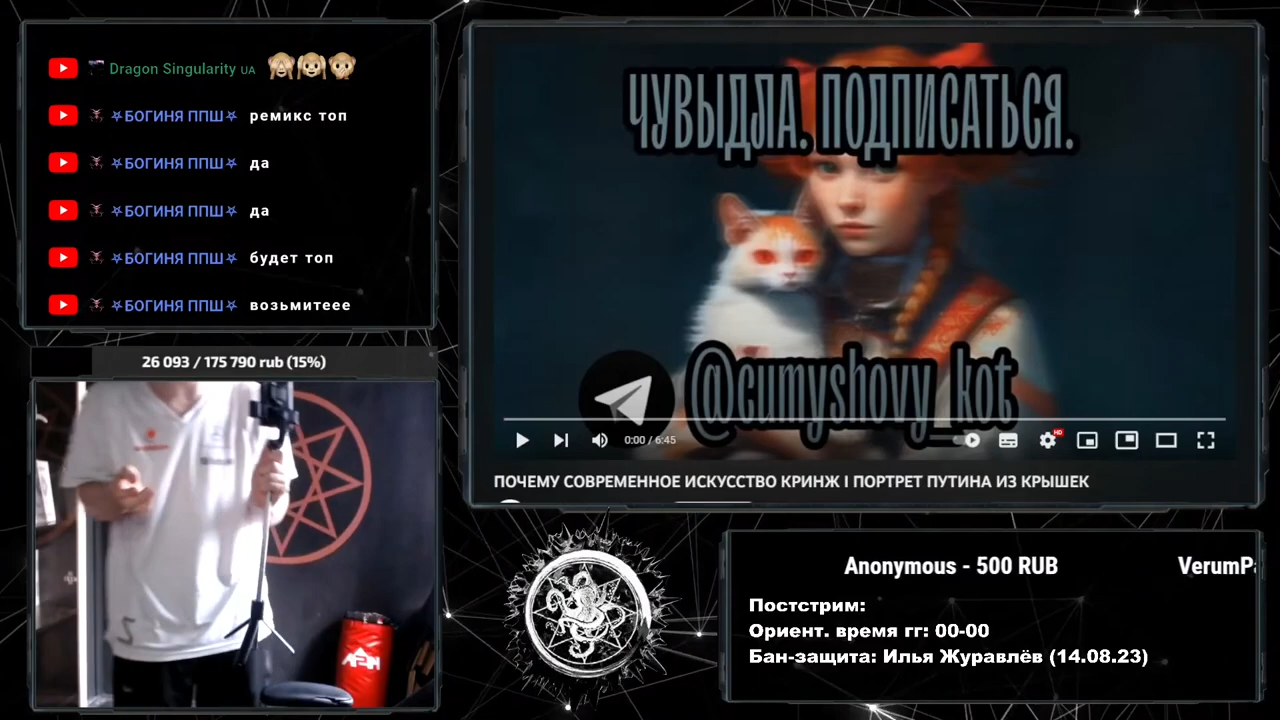 Dragon Singularity UA
БОГИНЯ ППШ ремикс топ
БОГИНЯ ППШ да
БОГИНЯ ППШ да
БОГИНЯ ППШ будет топ
БОГИНЯ ППШ возьмитеее
26 093 / 175 790 rub (15%)
ЧУВЫДЛА. ПОДПИСАТЬСЯ.
@cumyshovy_kot
0:00 / 6:45
HD
ПОЧЕМУ СОВРЕМЕННОЕ ИСКУССТВО КРИНЖ I ПОРТРЕТ ПУТИНА ИЗ КРЫШЕК
Anonymous - 500 RUB
Постстрим:
Ориент. время гг: 00-00
Бан-защита: Илья Журавлёв (14.08.23)